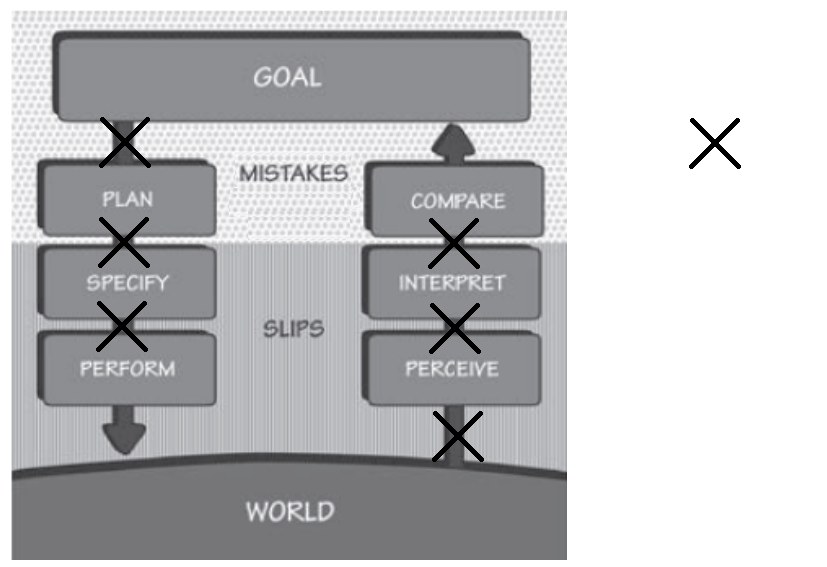 GOAL
MISTAKES
PLAN
COMPARE
SPECIFY
INTERPRET
SLIPS
PERFORM
PERCEIVE
WORLD